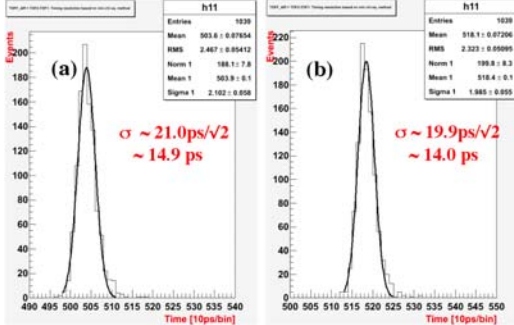 h11
Entries 1039
Mean 503.6 ± 0.07654
RMS 2.467 ± 0.05412
Norm 1 188.1 ± 7.8
Mean 1 503.9 ± 0.1
Sigma 1 2.102 ± 0.058
Events
(a)
σ ~ 21.0ps/√2
~ 14.9 ps
180
160
140
120
100
80
60
40
20
0
490 495 500 505 510 515 520 525 530 535 540
Time [10ps/bin]
h11
Entries 1039
Mean 518.1 ± 0.07206
RMS 2.323 ± 0.05095
Norm 1 199.8 ± 8.3
Mean 1 518.4 ± 0.1
Sigma 1 1.985 ± 0.055
Events
(b)
σ ~ 19.9ps/√2
~ 14.0 ps
220
200
180
160
140
120
100
80
60
40
20
0
500 505 510 515 520 525 530 535 540 545 550
Time [10ps/bin]